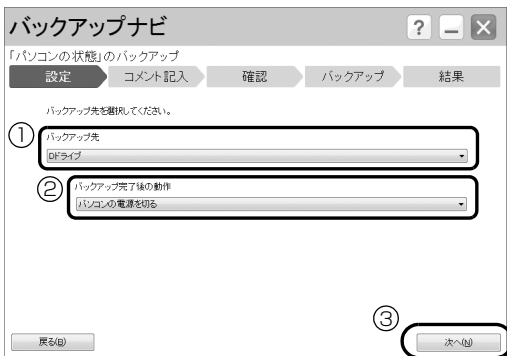 バックアップナビ ? − X
「パソコンの状態」のバックアップ
設定 コメント記入 確認 バックアップ 結果
バックアップ先を選択してください。
① バックアップ先
Dドライブ
② バックアップ完了後の動作
パソコンの電源を切る
③
戻る(B) 次へ(N)